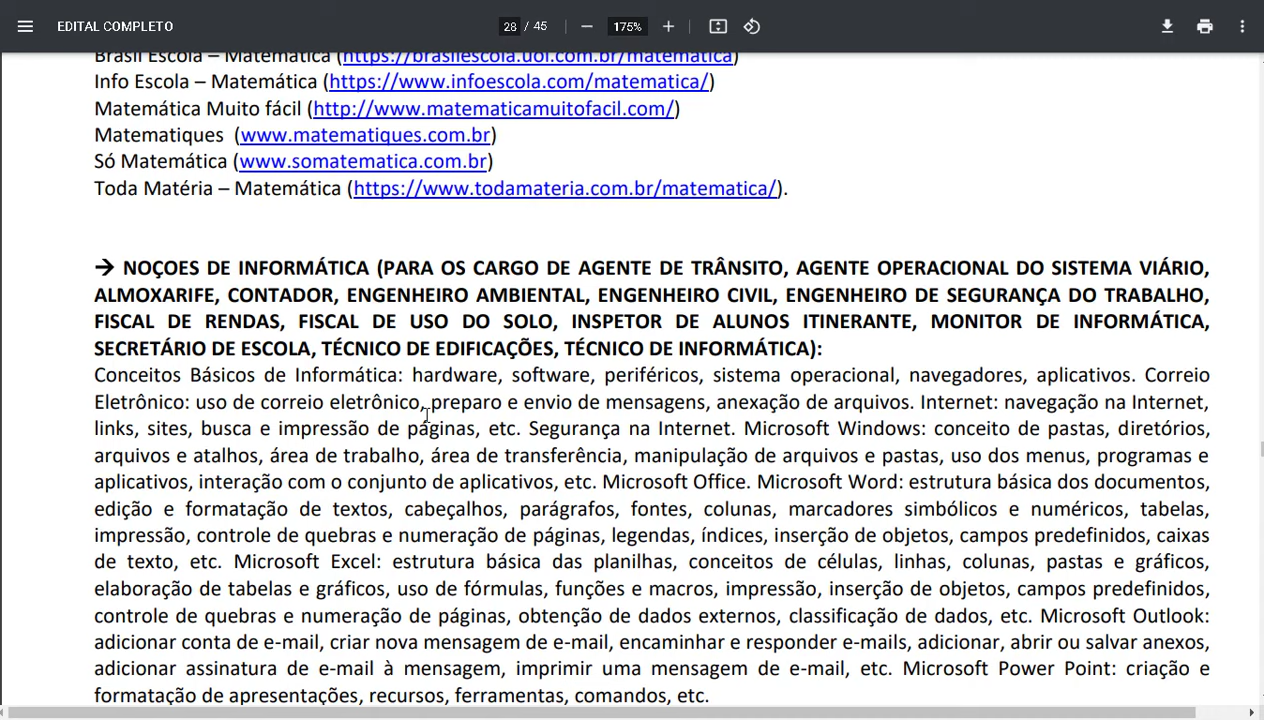 EDITAL COMPLETO
28 / 45
175%
Brasil Escola – Matemática (https://brasilescola.uol.com.br/matematica)
Info Escola – Matemática (https://www.infoescola.com/matematica/)
Matemática Muito fácil (http://www.matematicamuitofacil.com/)
Matematiques (www.matematiques.com.br)
Só Matemática (www.somatematica.com.br)
Toda Matéria – Matemática (https://www.todamateria.com.br/matematica/).
→ NOÇOES DE INFORMÁTICA (PARA OS CARGO DE AGENTE DE TRÂNSITO, AGENTE OPERACIONAL DO SISTEMA VIÁRIO,
ALMOXARIFE, CONTADOR, ENGENHEIRO AMBIENTAL, ENGENHEIRO CIVIL, ENGENHEIRO DE SEGURANÇA DO TRABALHO,
FISCAL DE RENDAS, FISCAL DE USO DO SOLO, INSPETOR DE ALUNOS ITINERANTE, MONITOR DE INFORMÁTICA,
SECRETÁRIO DE ESCOLA, TÉCNICO DE EDIFICAÇÕES, TÉCNICO DE INFORMÁTICA):
Conceitos Básicos de Informática: hardware, software, periféricos, sistema operacional, navegadores, aplicativos. Correio
Eletrônico: uso de correio eletrônico, preparo e envio de mensagens, anexação de arquivos. Internet: navegação na Internet,
links, sites, busca e impressão de páginas, etc. Segurança na Internet. Microsoft Windows: conceito de pastas, diretórios,
arquivos e atalhos, área de trabalho, área de transferência, manipulação de arquivos e pastas, uso dos menus, programas e
aplicativos, interação com o conjunto de aplicativos, etc. Microsoft Office. Microsoft Word: estrutura básica dos documentos,
edição e formatação de textos, cabeçalhos, parágrafos, fontes, colunas, marcadores simbólicos e numéricos, tabelas,
impressão, controle de quebras e numeração de páginas, legendas, índices, inserção de objetos, campos predefinidos, caixas
de texto, etc. Microsoft Excel: estrutura básica das planilhas, conceitos de células, linhas, colunas, pastas e gráficos,
elaboração de tabelas e gráficos, uso de fórmulas, funções e macros, impressão, inserção de objetos, campos predefinidos,
controle de quebras e numeração de páginas, obtenção de dados externos, classificação de dados, etc. Microsoft Outlook:
adicionar conta de e-mail, criar nova mensagem de e-mail, encaminhar e responder e-mails, adicionar, abrir ou salvar anexos,
adicionar assinatura de e-mail à mensagem, imprimir uma mensagem de e-mail, etc. Microsoft Power Point: criação e
formatação de apresentações, recursos, ferramentas, comandos, etc.